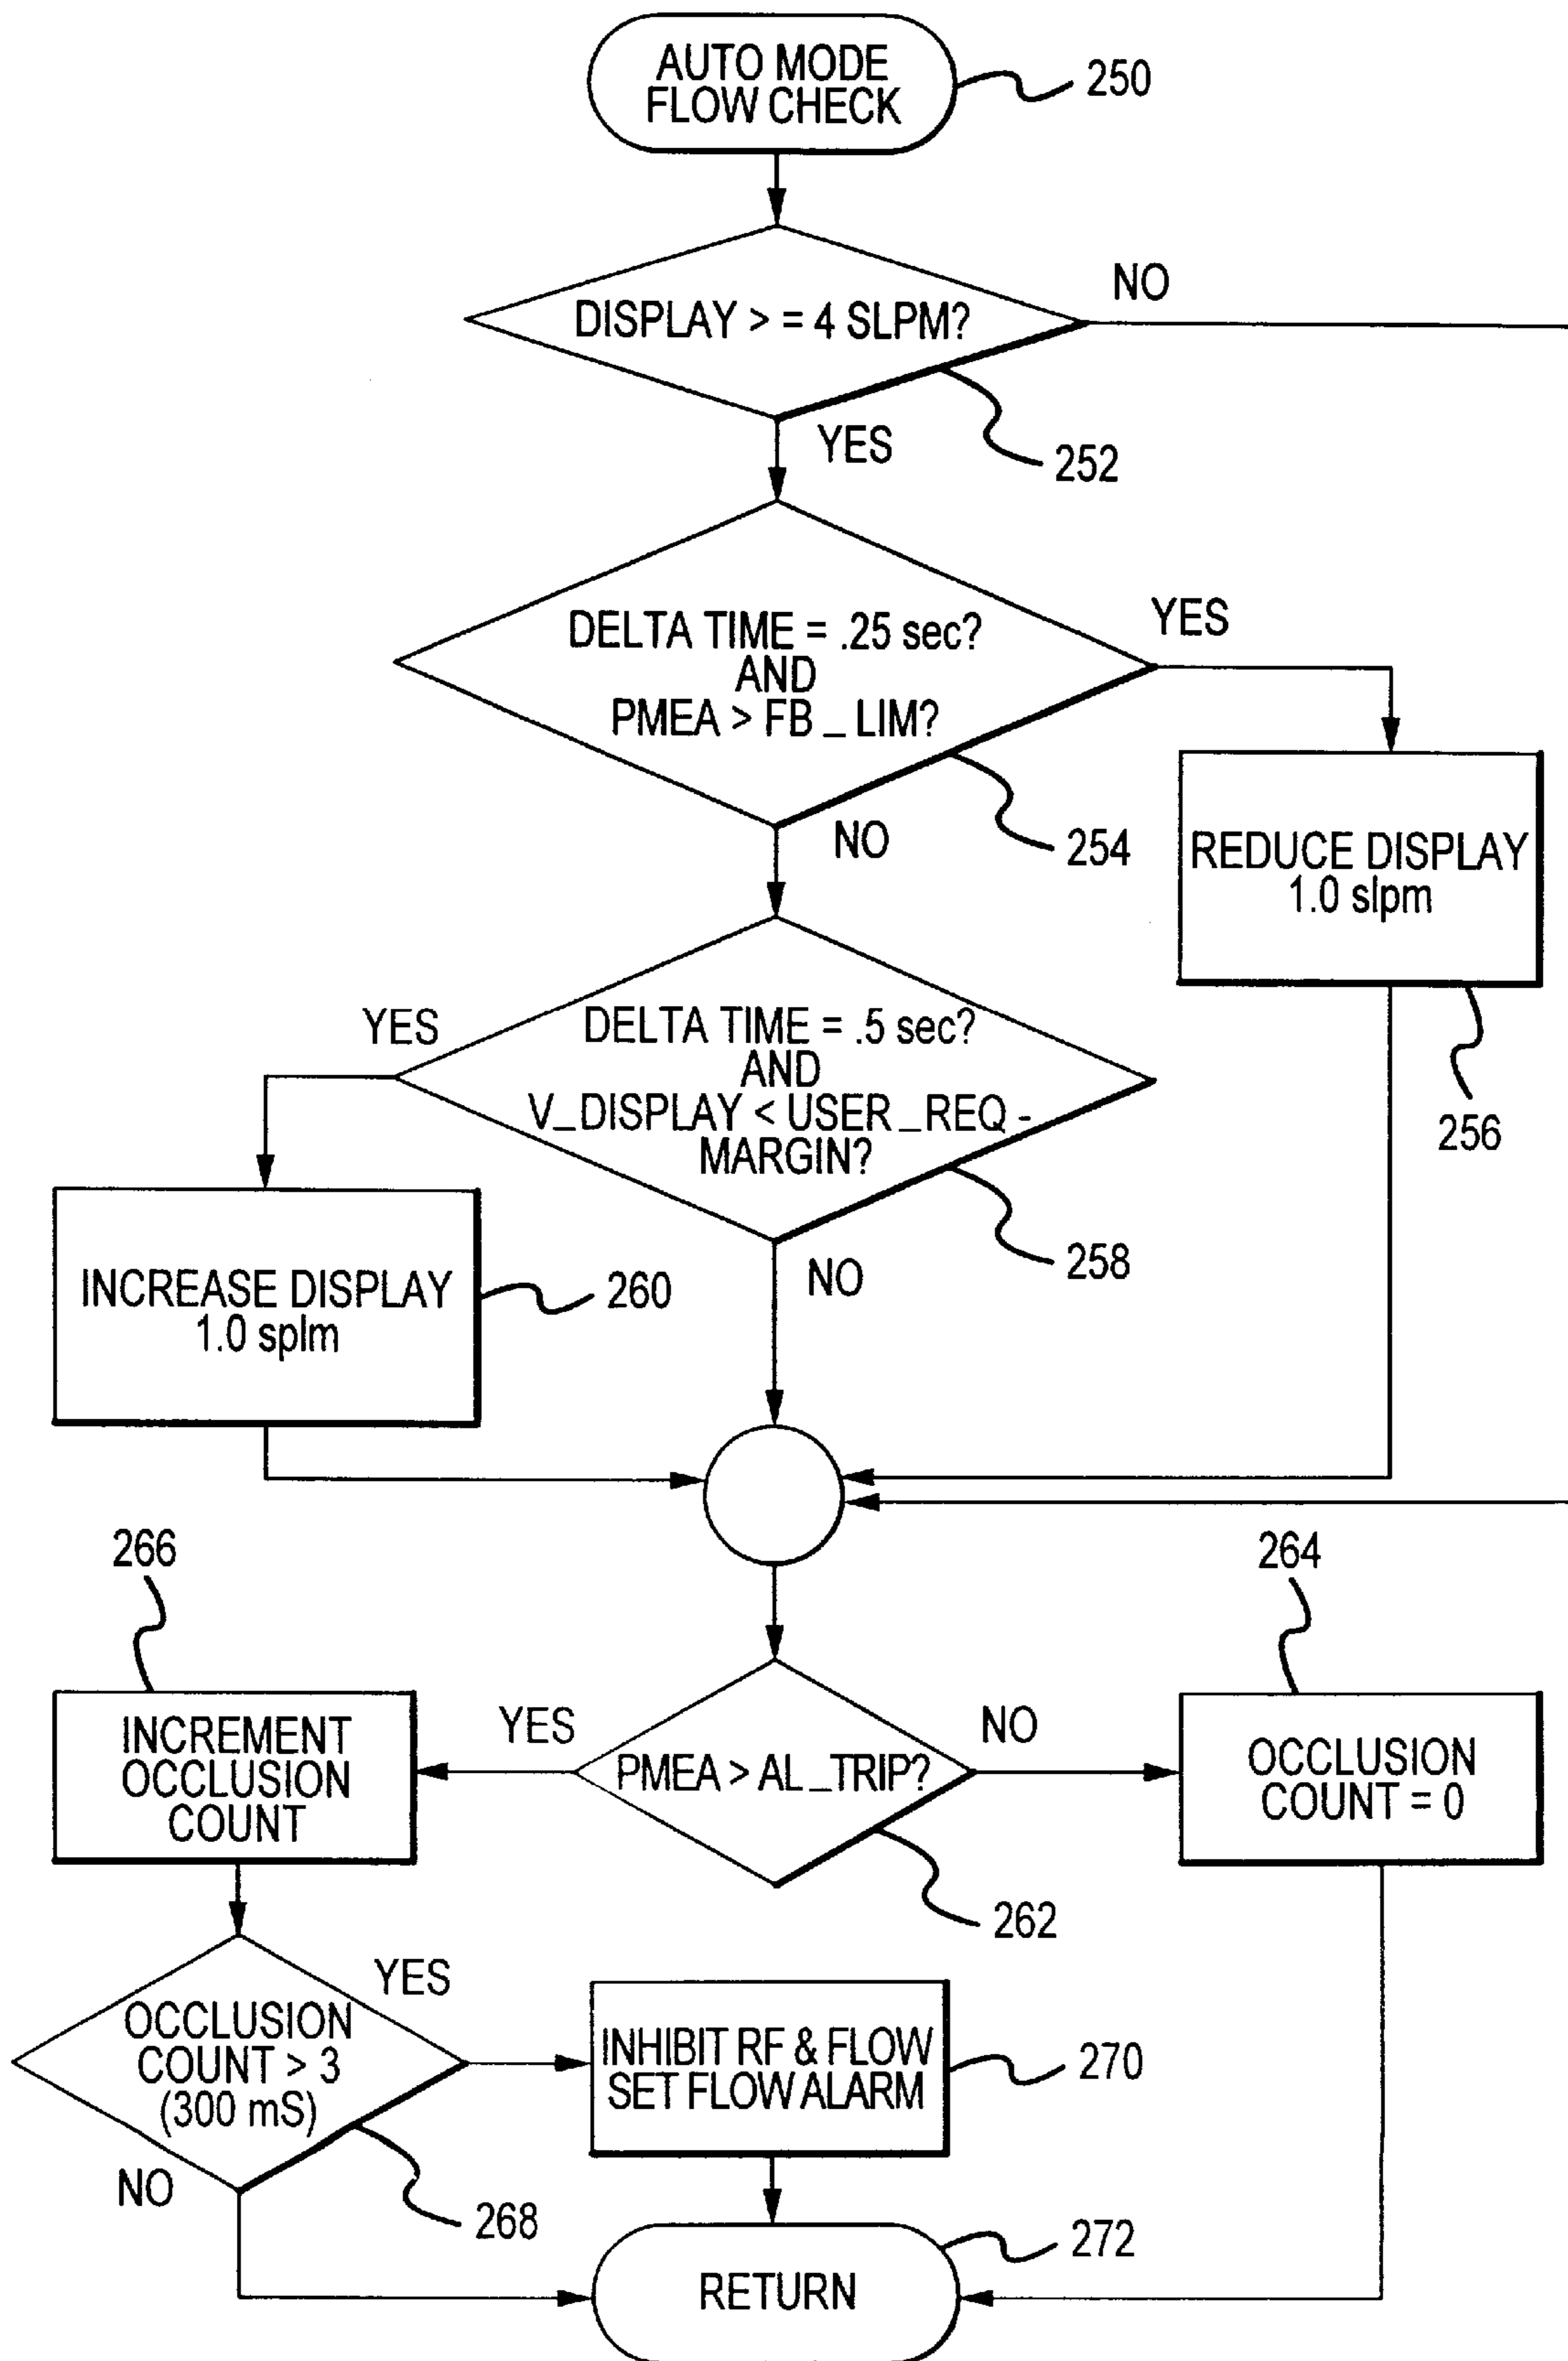 AUTO MODE
FLOW CHECK
250
DISPLAY > = 4 SLPM?
NO
252
YES
DELTA TIME = .25 sec?
AND
PMEA > FB _ LIM?
YES
254
NO
REDUCE DISPLAY
1.0 slpm
256
YES
DELTA TIME = .5 sec?
AND
V_DISPLAY < USER _REQ -
MARGIN?
258
NO
INCREASE DISPLAY
1.0 splm
260
266
264
INCREMENT
OCCLUSION
COUNT
YES
PMEA > AL _TRIP?
NO
OCCLUSION
COUNT = 0
262
OCCLUSION
COUNT > 3
(300 mS)
YES
NO
268
INHIBIT RF & FLOW
SET FLOW ALARM
270
272
RETURN